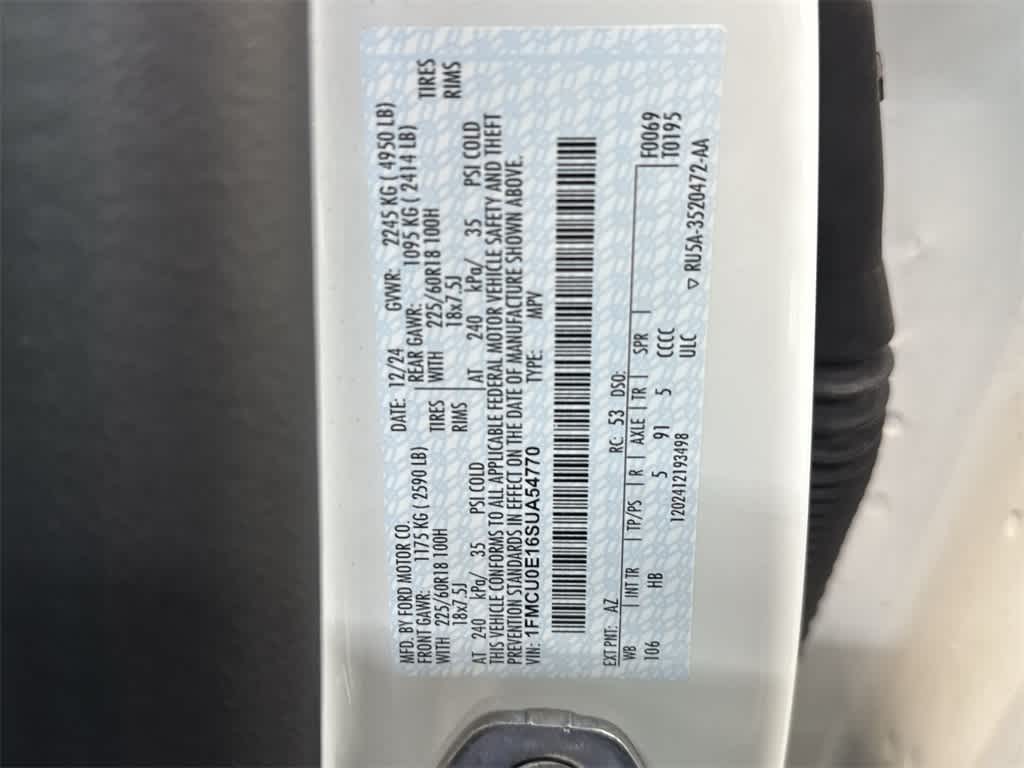 MFD. BY FORD MOTOR CO. DATE: 12/24 GVWR: 2245 KG ( 4950 LB)
FRONT GAWR: 1175 KG ( 2590 LB) REAR GAWR: 1095 KG ( 2414 LB)
WITH 225/60R18 100H TIRES WITH 225/60R18 100H TIRES
18x7.5J RIMS 18x7.5J RIMS
AT 240 kPa/ 35 PSI COLD AT 240 kPa/ 35 PSI COLD
THIS VEHICLE CONFORMS TO ALL APPLICABLE FEDERAL MOTOR VEHICLE SAFETY AND THEFT
PREVENTION STANDARDS IN EFFECT ON THE DATE OF MANUFACTURE SHOWN ABOVE.
VIN: 1FMCU0E16SUA54770 TYPE: MPV
EXT PNT: AZ RC: 53 DSO: F0069
WB INT TR TP/PS R AXLE TR SPR T0195
106 HB 5 91 5 CCCC
1202412193498 ULC ▽ RU5A-3520472-AA